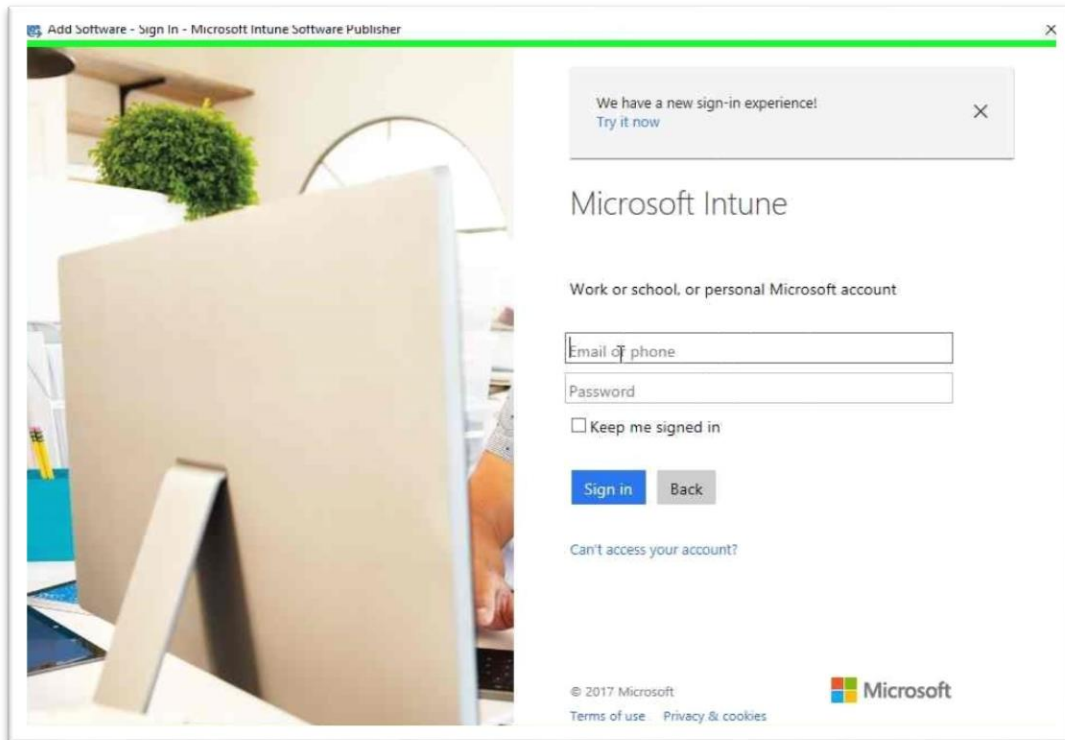 Add Software - Sign In - Microsoft Intune Software Publisher
We have a new sign-in experience!
Try it now
Microsoft Intune
Work or school, or personal Microsoft account
Email or phone
Password
Keep me signed in
Sign in Back
Can't access your account?
© 2017 Microsoft
Microsoft
Terms of use Privacy & cookies